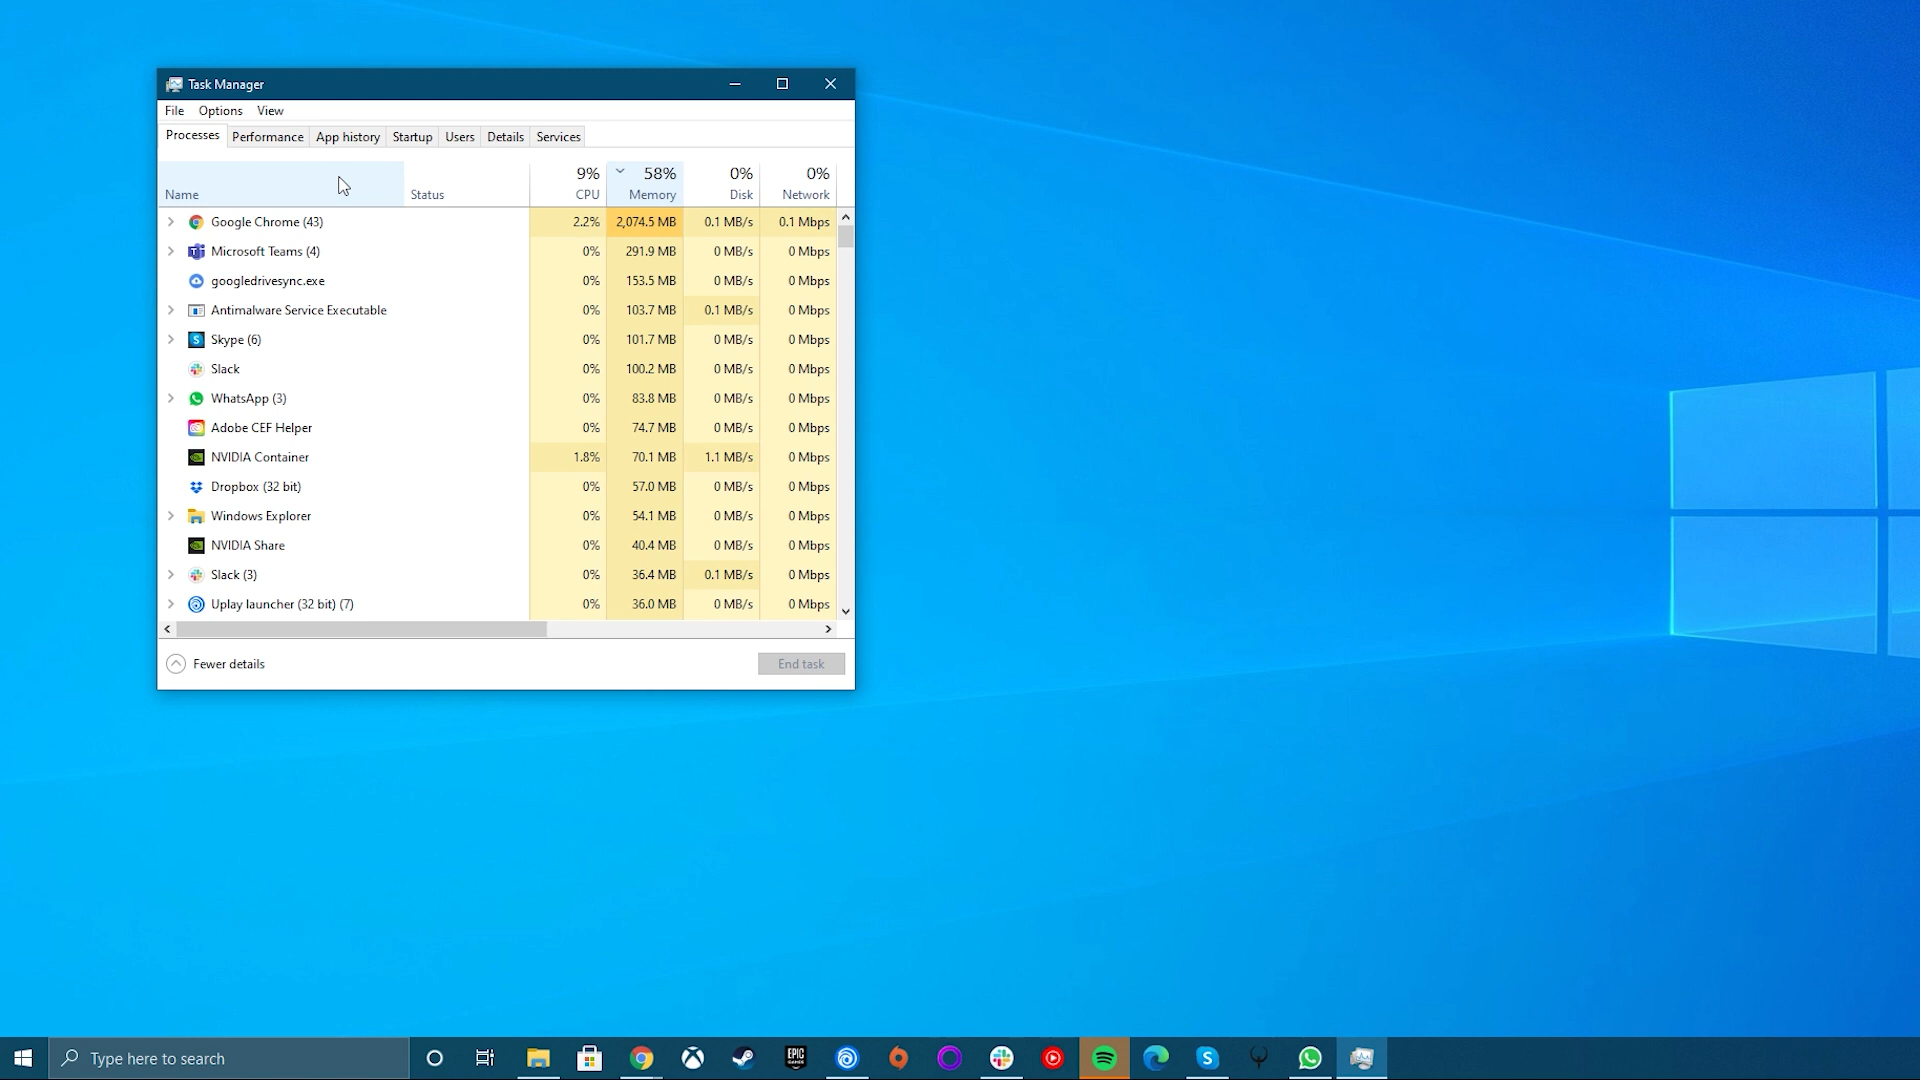 Task Manager
File Options View
Processes Performance App history Startup Users Details Services
9% 58% 0% 0%
Name Status CPU Memory Disk Network
Google Chrome (43) 2.2% 2,074.5 MB 0.1 MB/s 0.1 Mbps
Microsoft Teams (4) 0% 291.9 MB 0 MB/s 0 Mbps
googledrivesync.exe 0% 153.5 MB 0 MB/s 0 Mbps
Antimalware Service Executable 0% 103.7 MB 0.1 MB/s 0 Mbps
Skype (6) 0% 101.7 MB 0 MB/s 0 Mbps
Slack 0% 100.2 MB 0 MB/s 0 Mbps
WhatsApp (3) 0% 83.8 MB 0 MB/s 0 Mbps
Adobe CEF Helper 0% 74.7 MB 0 MB/s 0 Mbps
NVIDIA Container 1.8% 70.1 MB 1.1 MB/s 0 Mbps
Dropbox (32 bit) 0% 57.0 MB 0 MB/s 0 Mbps
Windows Explorer 0% 54.1 MB 0 MB/s 0 Mbps
NVIDIA Share 0% 40.4 MB 0 MB/s 0 Mbps
Slack (3) 0% 36.4 MB 0.1 MB/s 0 Mbps
Uplay launcher (32 bit) (7) 0% 36.0 MB 0 MB/s 0 Mbps
Fewer details End task
Type here to search
EPIC GAMES